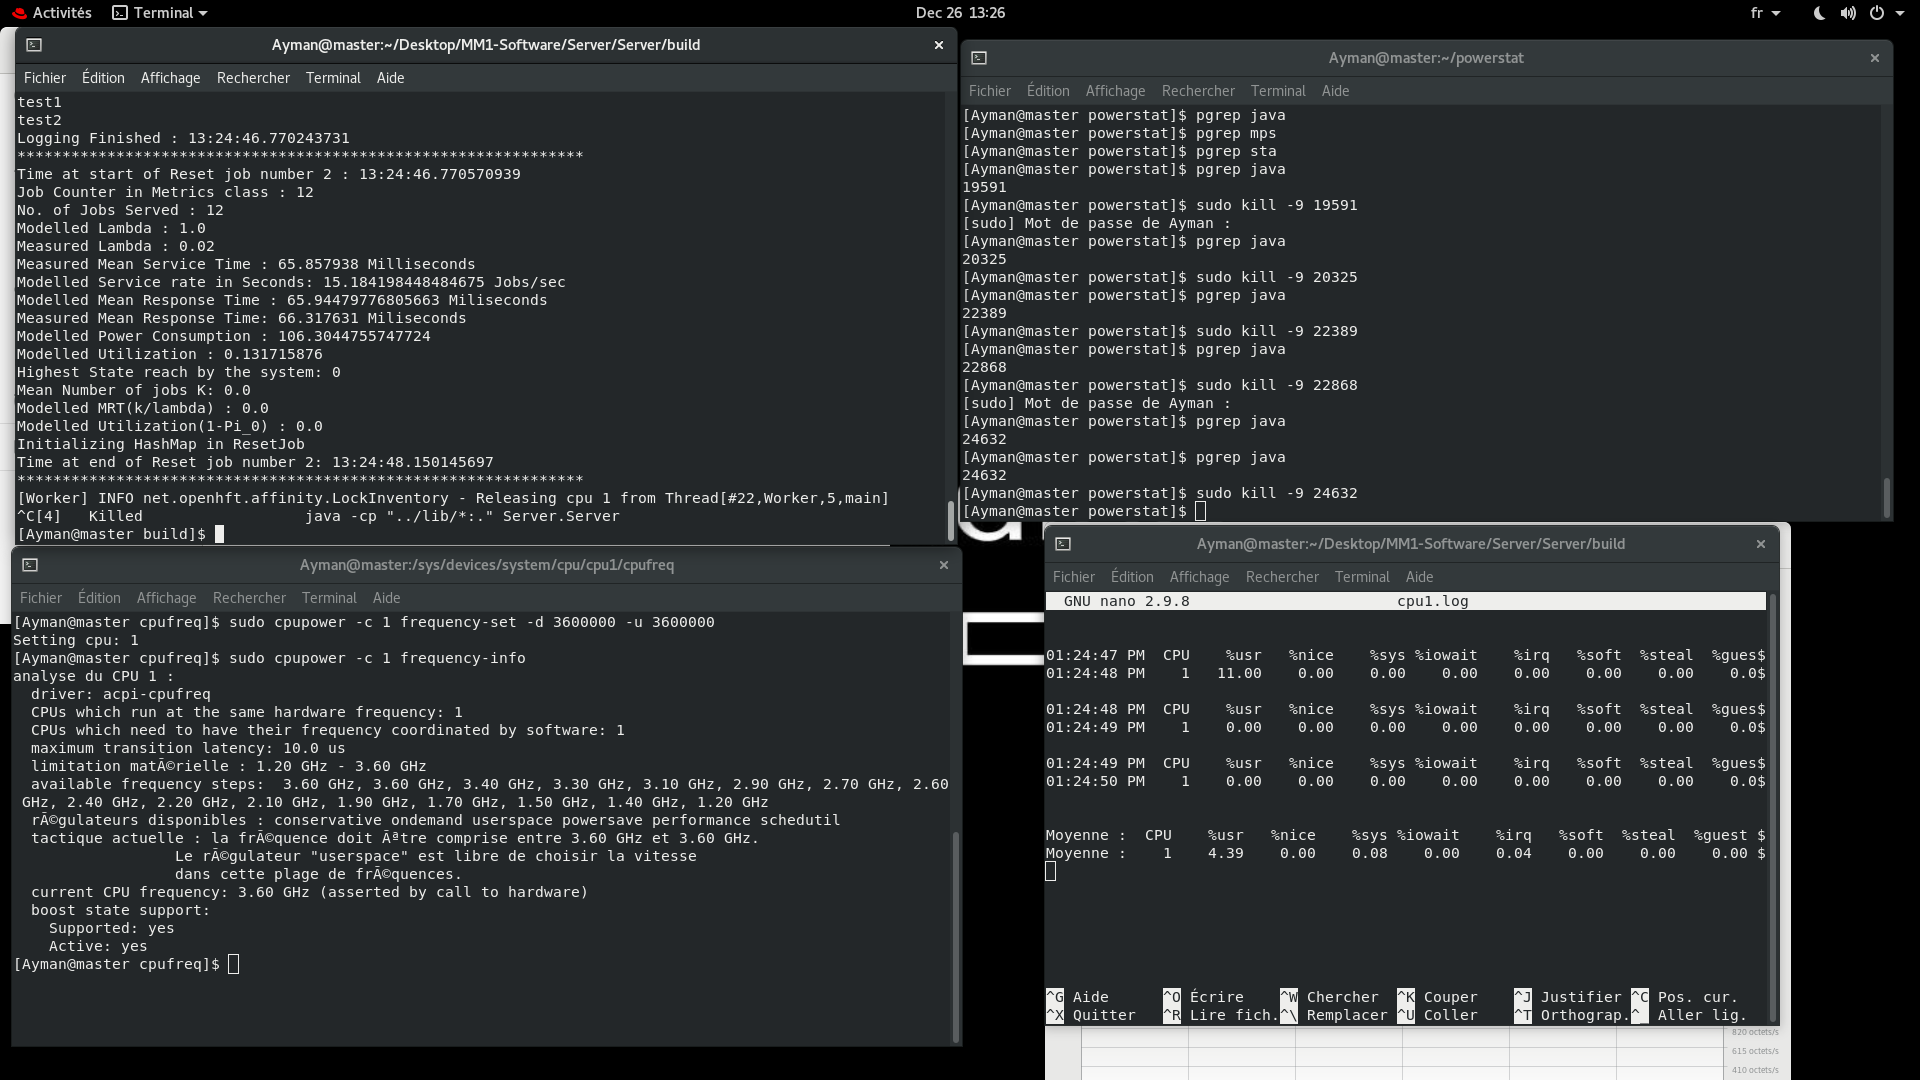 Activités
Terminal
Dec 26  13:26
fr
Ayman@master:~/Desktop/MM1-Software/Server/Server/build
Fichier Édition Affichage Rechercher Terminal Aide
test1
test2
Logging Finished : 13:24:46.770243731
***************************************************************
Time at start of Reset job number 2 : 13:24:46.770570939
Job Counter in Metrics class : 12
No. of Jobs Served : 12
Modelled Lambda : 1.0
Measured Lambda : 0.02
Measured Mean Service Time : 65.857938 Milliseconds
Modelled Service rate in Seconds: 15.184198448484675 Jobs/sec
Modelled Mean Response Time : 65.94479776805663 Miliseconds
Measured Mean Response Time: 66.317631 Miliseconds
Modelled Power Consumption : 106.3044755747724
Modelled Utilization : 0.131715876
Highest State reach by the system: 0
Mean Number of jobs K: 0.0
Modelled MRT(k/lambda) : 0.0
Modelled Utilization(1-Pi_0) : 0.0
Initializing HashMap in ResetJob
Time at end of Reset job number 2: 13:24:48.150145697
***************************************************************
[Worker] INFO net.openhft.affinity.LockInventory - Releasing cpu 1 from Thread[#22,Worker,5,main]
^C[4]   Killed                  java -cp "../lib/*:." Server.Server
[Ayman@master build]$
Ayman@master:~/powerstat
Fichier Édition Affichage Rechercher Terminal Aide
[Ayman@master powerstat]$ pgrep java
[Ayman@master powerstat]$ pgrep mps
[Ayman@master powerstat]$ pgrep sta
[Ayman@master powerstat]$ pgrep java
19591
[Ayman@master powerstat]$ sudo kill -9 19591
[sudo] Mot de passe de Ayman :
[Ayman@master powerstat]$ pgrep java
20325
[Ayman@master powerstat]$ sudo kill -9 20325
[Ayman@master powerstat]$ pgrep java
22389
[Ayman@master powerstat]$ sudo kill -9 22389
[Ayman@master powerstat]$ pgrep java
22868
[Ayman@master powerstat]$ sudo kill -9 22868
[sudo] Mot de passe de Ayman :
[Ayman@master powerstat]$ pgrep java
24632
[Ayman@master powerstat]$ pgrep java
24632
[Ayman@master powerstat]$ sudo kill -9 24632
[Ayman@master powerstat]$
Ayman@master:/sys/devices/system/cpu/cpu1/cpufreq
Fichier Édition Affichage Rechercher Terminal Aide
[Ayman@master cpufreq]$ sudo cpupower -c 1 frequency-set -d 3600000 -u 3600000
Setting cpu: 1
[Ayman@master cpufreq]$ sudo cpupower -c 1 frequency-info
analyse du CPU 1 :
  driver: acpi-cpufreq
  CPUs which run at the same hardware frequency: 1
  CPUs which need to have their frequency coordinated by software: 1
  maximum transition latency: 10.0 us
  limitation matÃ©rielle : 1.20 GHz - 3.60 GHz
  available frequency steps:  3.60 GHz, 3.60 GHz, 3.40 GHz, 3.30 GHz, 3.10 GHz, 2.90 GHz, 2.70 GHz, 2.60
 GHz, 2.40 GHz, 2.20 GHz, 2.10 GHz, 1.90 GHz, 1.70 GHz, 1.50 GHz, 1.40 GHz, 1.20 GHz
  rÃ©gulateurs disponibles : conservative ondemand userspace powersave performance schedutil
  tactique actuelle : la frÃ©quence doit Ãªtre comprise entre 3.60 GHz et 3.60 GHz.
                  Le rÃ©gulateur "userspace" est libre de choisir la vitesse
                  dans cette plage de frÃ©quences.
  current CPU frequency: 3.60 GHz (asserted by call to hardware)
  boost state support:
    Supported: yes
    Active: yes
[Ayman@master cpufreq]$
Ayman@master:~/Desktop/MM1-Software/Server/Server/build
Fichier Édition Affichage Rechercher Terminal Aide
GNU nano 2.9.8                       cpu1.log
01:24:47 PM  CPU    %usr   %nice    %sys %iowait    %irq   %soft  %steal  %gues$
01:24:48 PM    1   11.00    0.00    0.00    0.00    0.00    0.00    0.00    0.0$
01:24:48 PM  CPU    %usr   %nice    %sys %iowait    %irq   %soft  %steal  %gues$
01:24:49 PM    1    0.00    0.00    0.00    0.00    0.00    0.00    0.00    0.0$
01:24:49 PM  CPU    %usr   %nice    %sys %iowait    %irq   %soft  %steal  %gues$
01:24:50 PM    1    0.00    0.00    0.00    0.00    0.00    0.00    0.00    0.0$
Moyenne :  CPU    %usr   %nice    %sys %iowait    %irq   %soft  %steal  %guest $
Moyenne :    1    4.39    0.00    0.08    0.00    0.04    0.00    0.00    0.00 $
^G Aide ^O Écrire ^W Chercher ^K Couper ^J Justifier ^C Pos. cur.
^X Quitter ^R Lire fich. ^\ Remplacer ^U Coller ^T Orthograp. ^_ Aller lig.
820 octets/s
615 octets/s
410 octets/s